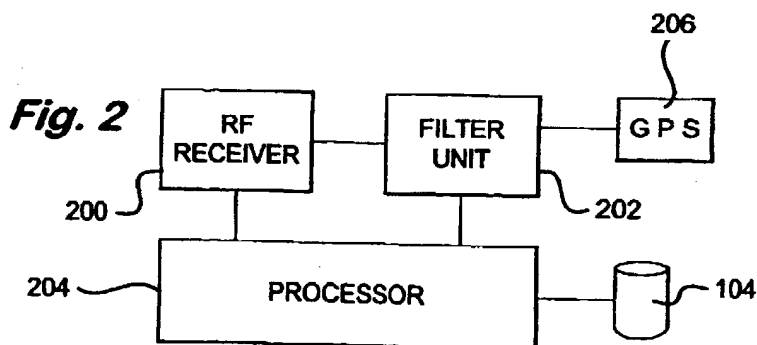 206
Fig. 2
RF
RECEIVER
FILTER
UNIT
G P S
200
202
204
PROCESSOR
104